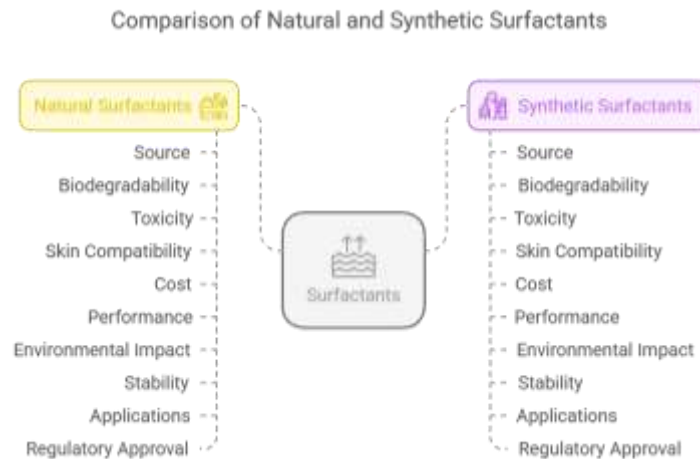 Comparison of Natural and Synthetic Surfactants
Natural Surfactants
Source
Biodegradability
Toxicity
Skin Compatibility
Cost
Performance
Environmental Impact
Stability
Applications
Regulatory Approval
Surfactants
Synthetic Surfactants
Source
Biodegradability
Toxicity
Skin Compatibility
Cost
Performance
Environmental Impact
Stability
Applications
Regulatory Approval